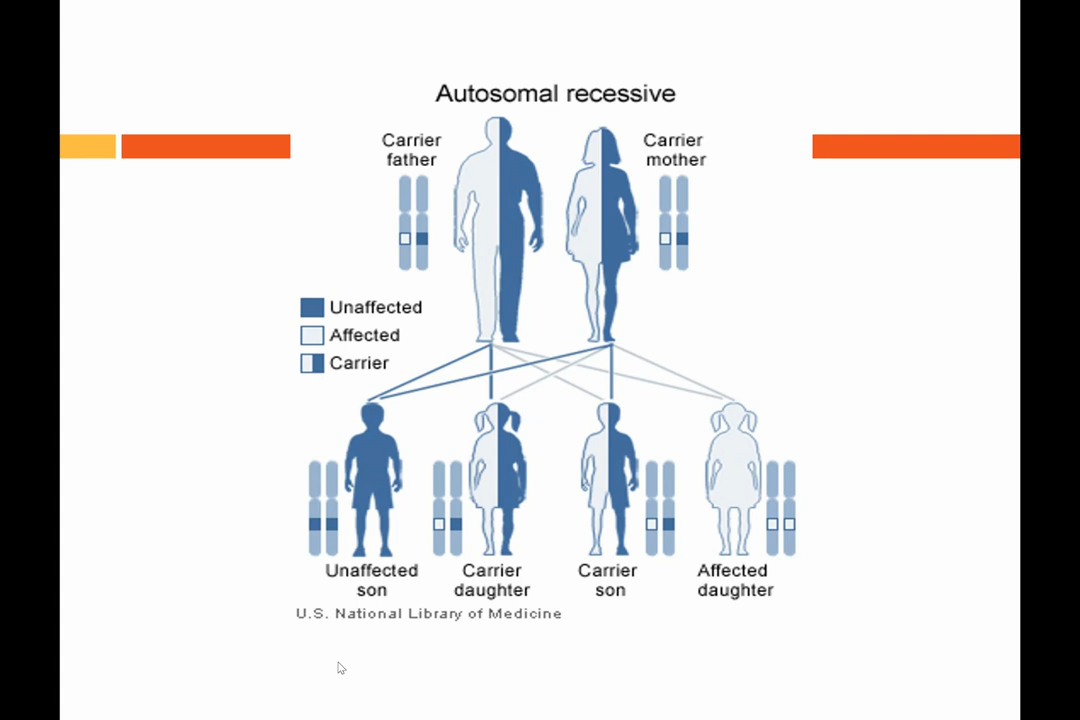 Autosomal recessive
Carrier
father
Carrier
mother
Unaffected
Affected
Carrier
Unaffected
son
Carrier
daughter
Carrier
son
Affected
daughter
U.S. National Library of Medicine